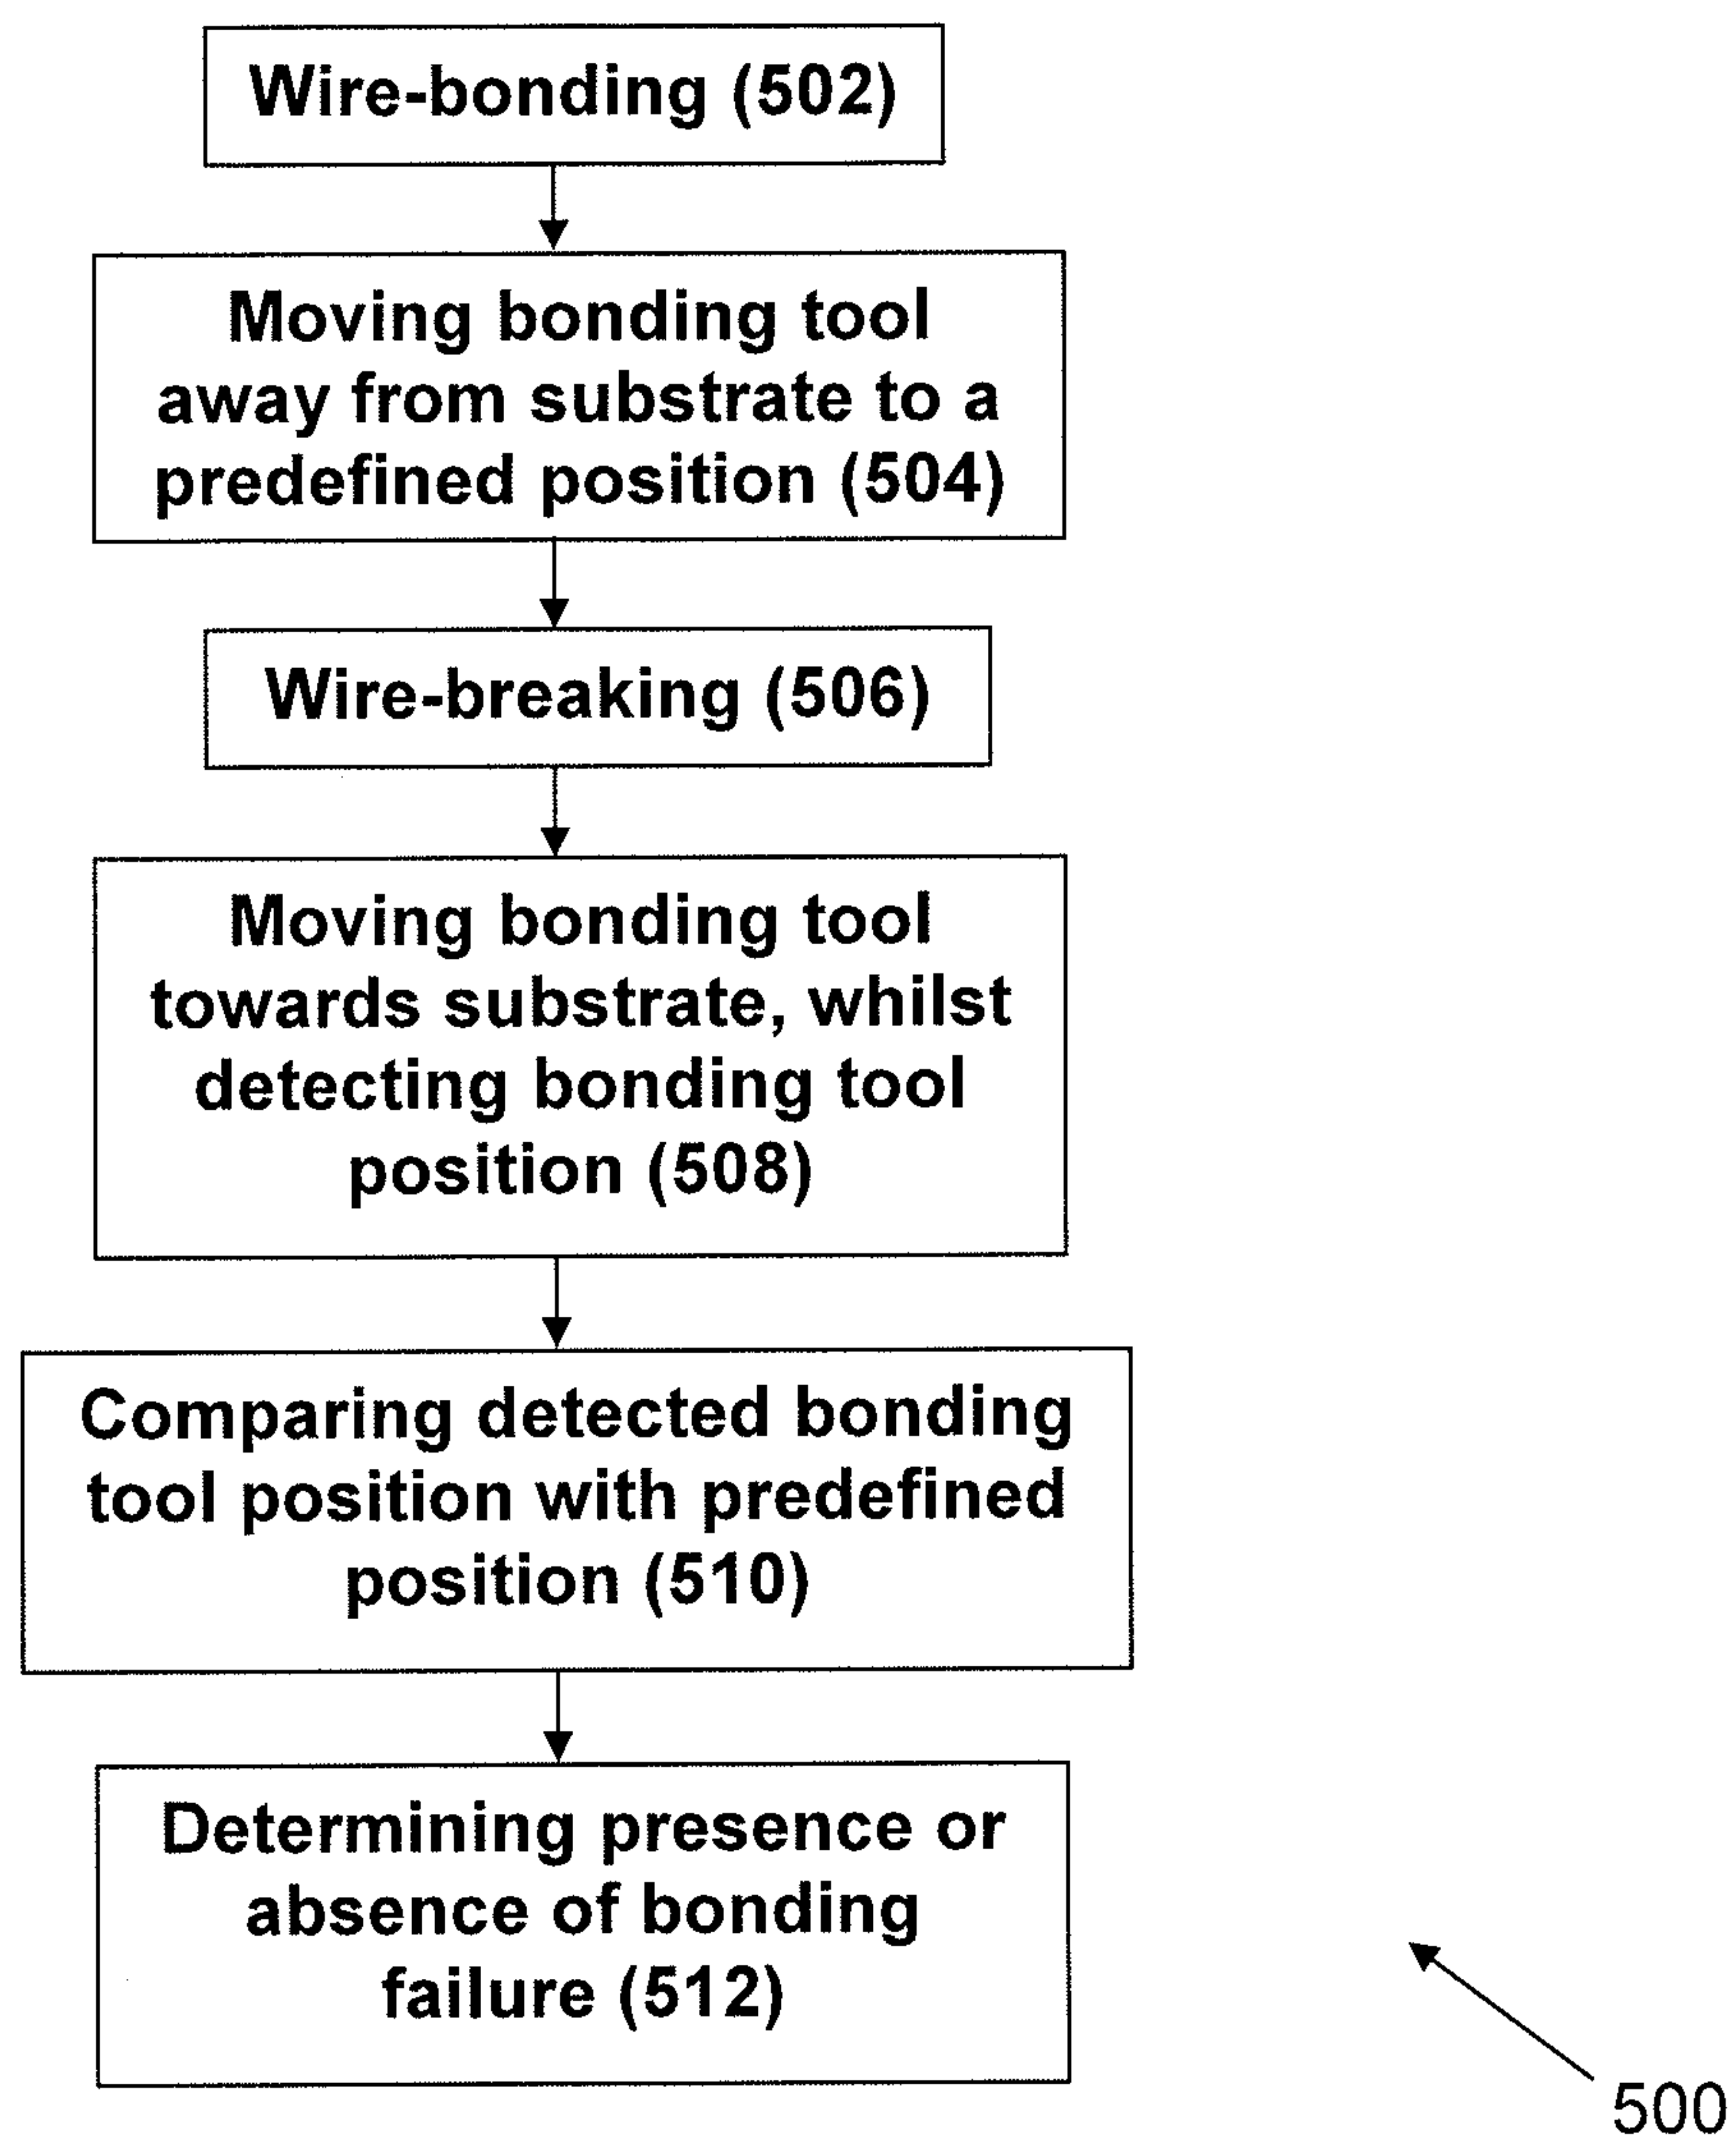 Wire-bonding (502)
Moving bonding tool
away from substrate to a
predefined position (504)
Wire-breaking (506)
Moving bonding tool
towards substrate, whilst
detecting bonding tool
position (508)
Comparing detected bonding
tool position with predefined
position (510)
Determining presence or
absence of bonding
failure (512)
500